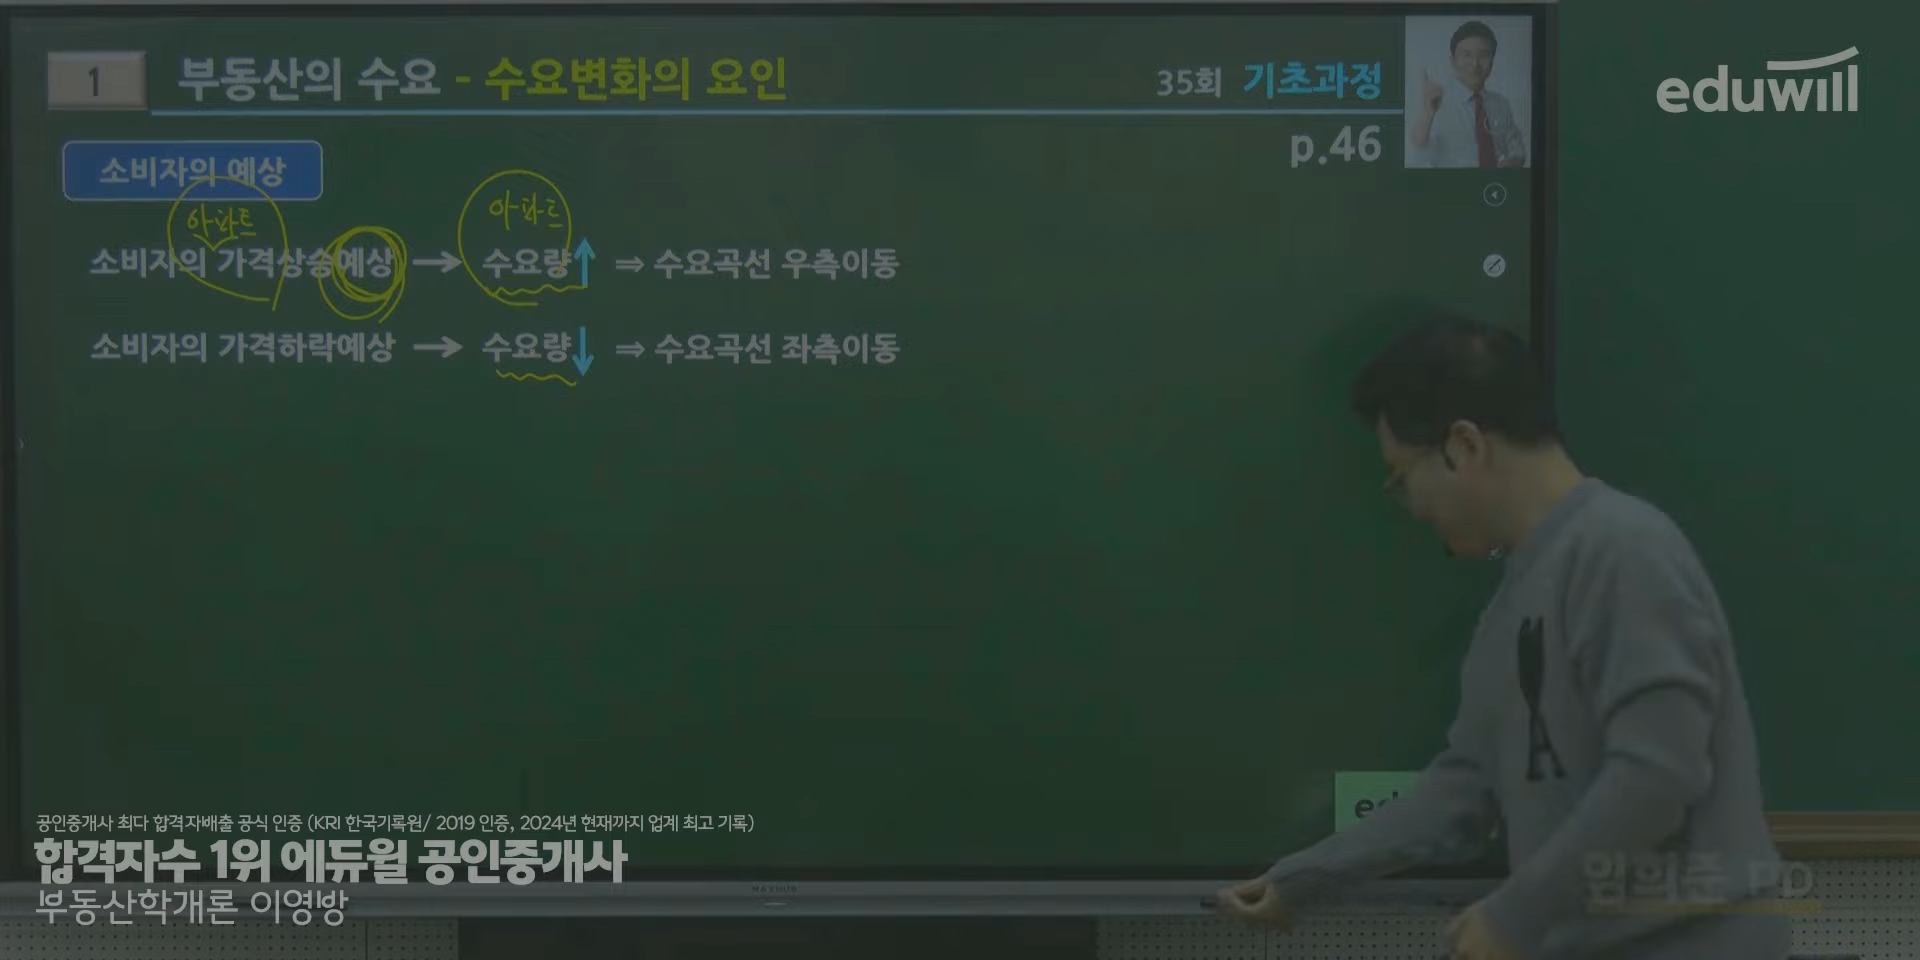 1
부동산의 수요 - 수요변화의 요인
35회 기초과정
eduwill
p.46
소비자의 예상
아파트
아파트
소비자의 가격상승예상 → 수요량↑ ⇒ 수요곡선 우측이동
소비자의 가격하락예상 → 수요량↓ ⇒ 수요곡선 좌측이동
공인중개사 최다 합격자배출 공식 인증 (KRI 한국기록원/ 2019 인증, 2024년 현재까지 업계 최고 기록)
합격자수 1위 에듀윌 공인중개사
부동산학개론 이영방
MAXHUB
A
PD